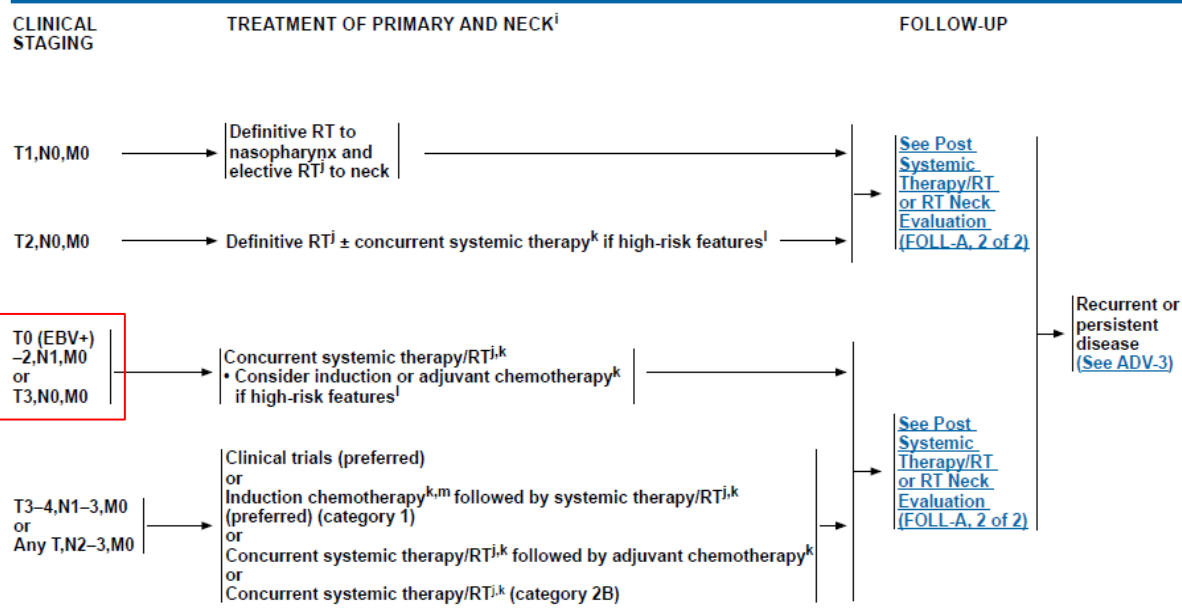 CLINICAL STAGING
TREATMENT OF PRIMARY AND NECKⁱ
FOLLOW-UP
T1,N0,M0
Definitive RT to
nasopharynx and
elective RTʲ to neck
T2,N0,M0
Definitive RTʲ ± concurrent systemic therapyᵏ if high-risk featuresˡ
See Post
Systemic
Therapy/RT
or RT Neck
Evaluation
(FOLL-A, 2 of 2)
T0 (EBV+)
–2,N1,M0
or
T3,N0,M0
Concurrent systemic therapy/RTʲ,ᵏ
• Consider induction or adjuvant chemotherapyᵏ
if high-risk featuresˡ
T3–4,N1–3,M0
or
Any T,N2–3,M0
Clinical trials (preferred)
or
Induction chemotherapyᵏ,ᵐ followed by systemic therapy/RTʲ,ᵏ
(preferred) (category 1)
or
Concurrent systemic therapy/RTʲ,ᵏ followed by adjuvant chemotherapyᵏ
or
Concurrent systemic therapy/RTʲ,ᵏ (category 2B)
See Post
Systemic
Therapy/RT
or RT Neck
Evaluation
(FOLL-A, 2 of 2)
Recurrent or
persistent
disease
(See ADV-3)